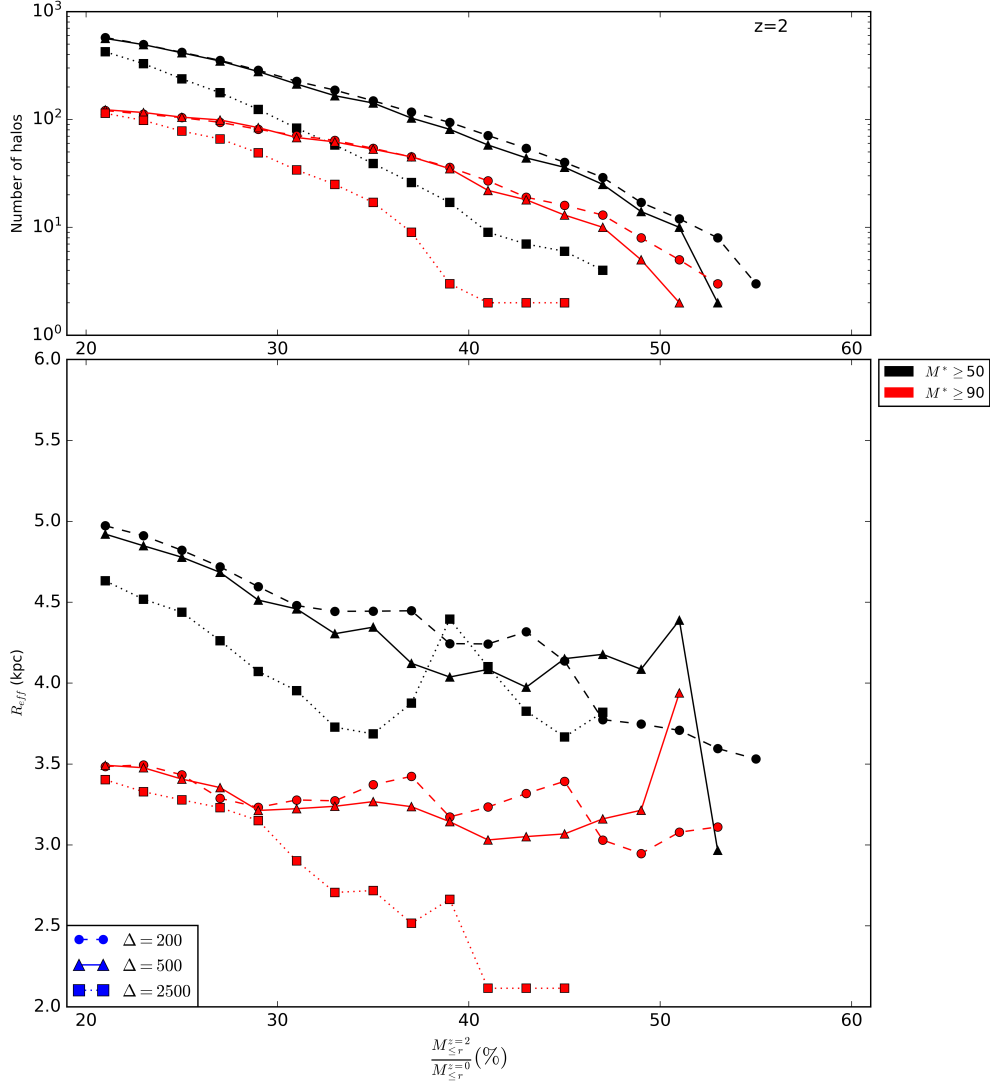 10³
z=2
10²
Number of halos
10¹
10⁰
20 30 40 50 60
6.0
M* ≥ 50
M* ≥ 90
5.5
5.0
4.5
4.0
R_eff (kpc)
3.5
3.0
2.5
Δ = 200
Δ = 500
Δ = 2500
2.0
20 30 40 50 60
M^{z=2}_{≤r} / M^{z=0}_{≤r} (%)